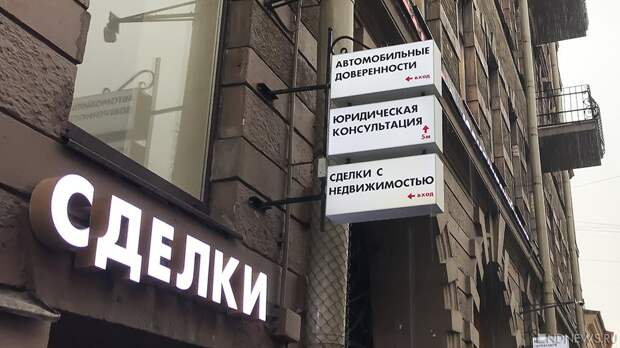 АВТОМОБИЛЬНЫЕ
ДОВЕРЕННОСТИ
← вход
ЮРИДИЧЕСКАЯ
КОНСУЛЬТАЦИЯ
↑
5м
СДЕЛКИ С
НЕДВИЖИМОСТЬЮ
← вход
СДЕЛКИ